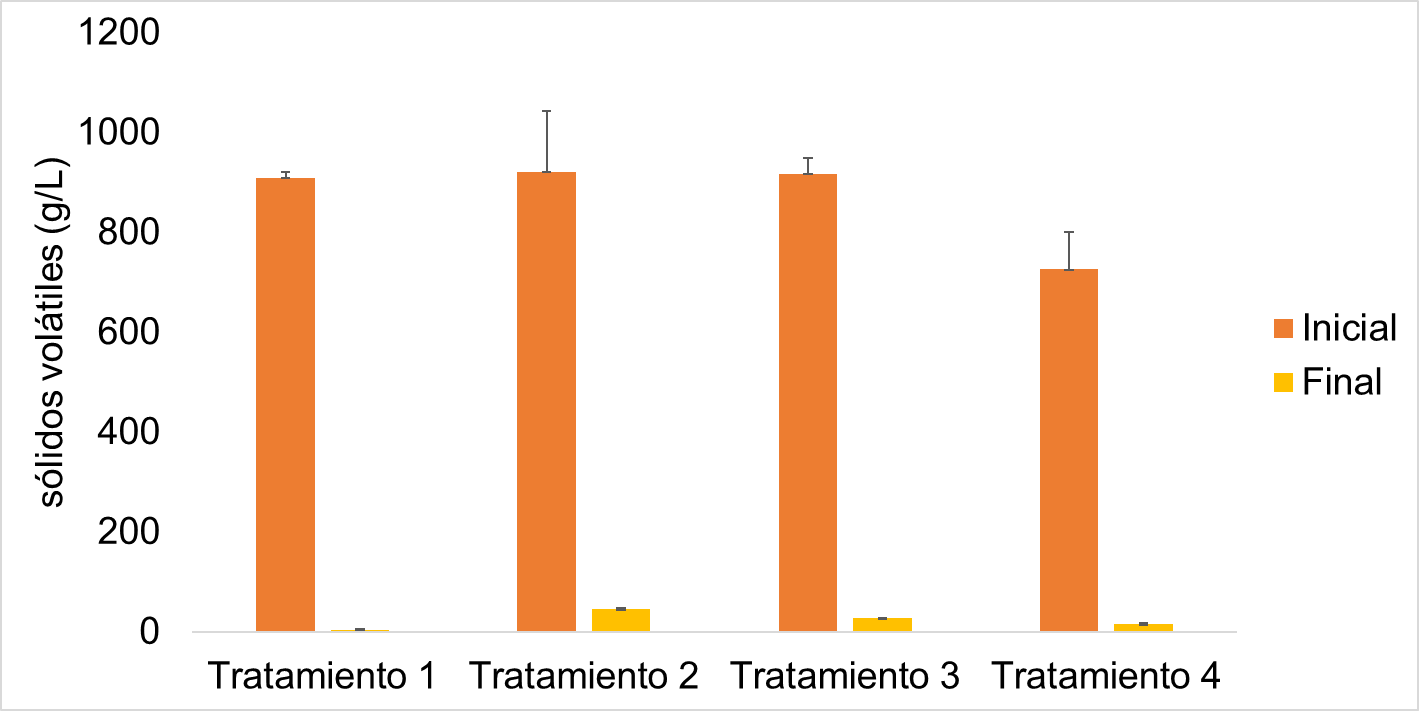 1200
1000
800
600
400
200
0
sólidos volátiles (g/L)
Tratamiento 1
Tratamiento 2
Tratamiento 3
Tratamiento 4
Inicial
Final